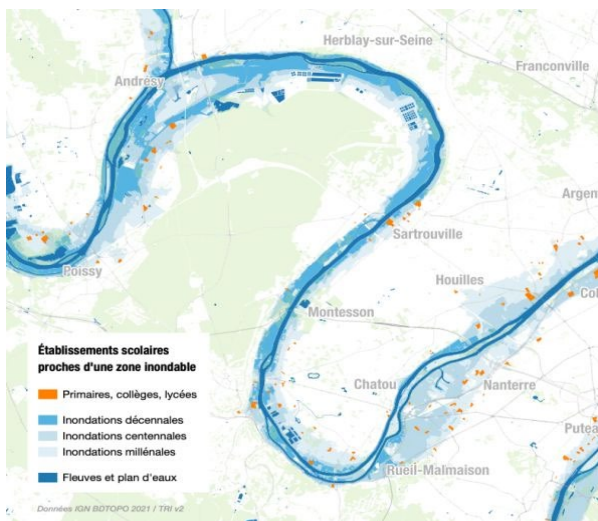 Herblay-sur-Seine
Franconville
Andrésy
Argen
Sartrouville
Poissy
Houilles
Col
Montesson
Chatou
Nanterre
Putea
Rueil-Malmaison
Établissements scolaires
proches d'une zone inondable
Primaires, collèges, lycées
Inondations décennales
Inondations centennales
Inondations millénales
Fleuves et plan d'eaux
Données IGN BDTOPO 2021 / TRI v2